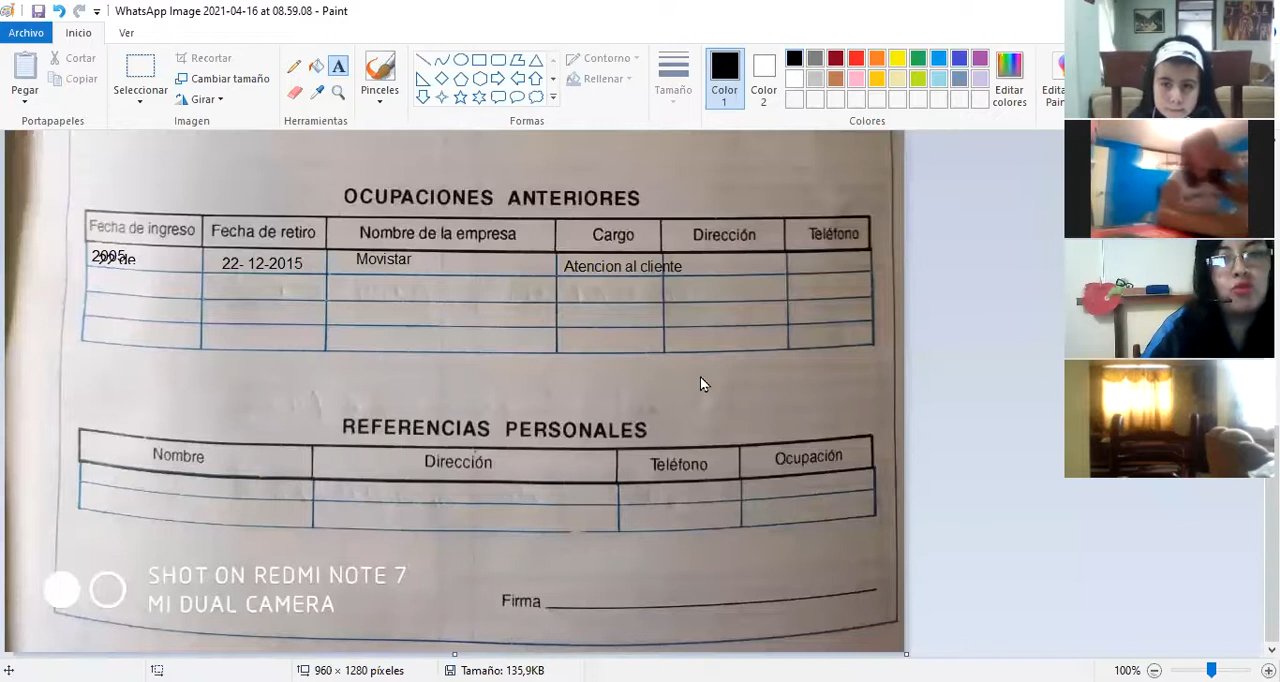 WhatsApp Image 2021-04-16 at 08.59.08 - Paint
Archivo Inicio Ver
Pegar
Cortar
Copiar
Portapapeles
Seleccionar
Recortar
Cambiar tamaño
Girar
Imagen
A
Herramientas
Pinceles
Contorno
Rellenar
Formas
Tamaño
Color 1
Color 2
Editar colores
Colores
OCUPACIONES ANTERIORES
Fecha de ingreso Fecha de retiro Nombre de la empresa Cargo Dirección Teléfono
2005
22 de
22- 12-2015 Movistar Atencion al cliente
REFERENCIAS PERSONALES
Nombre Dirección Teléfono Ocupación
SHOT ON REDMI NOTE 7
MI DUAL CAMERA
Firma
960 × 1280 píxeles Tamaño: 135,9KB 100%